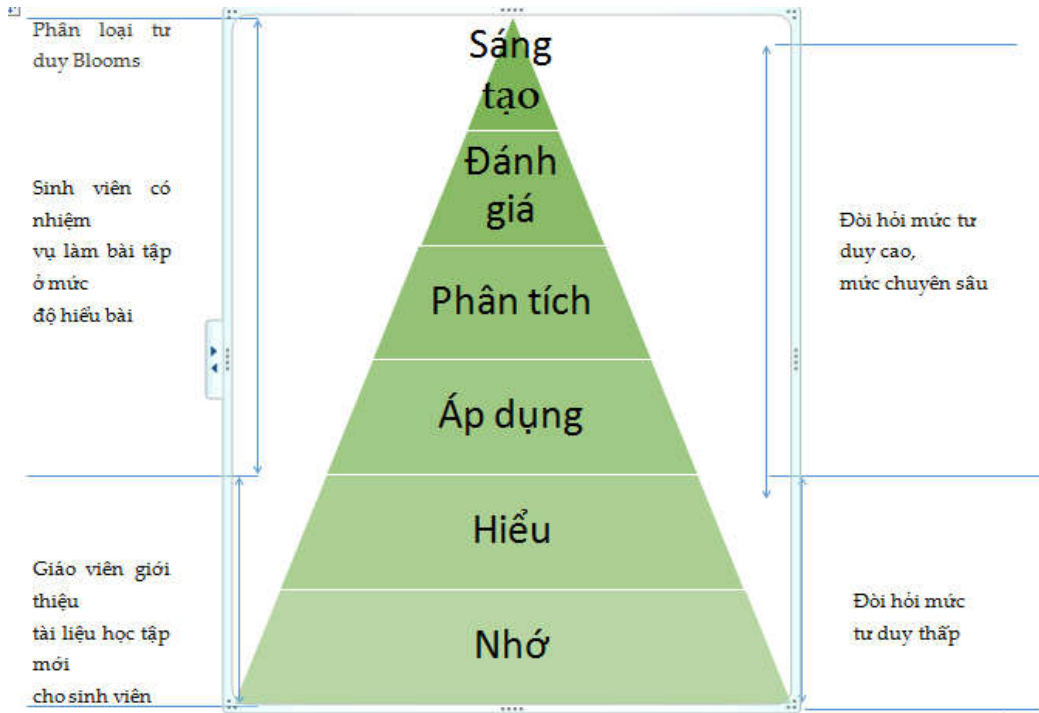 Phân loại tư
duy Blooms
Sinh viên có
nhiệm
vụ làm bài tập
ở mức
độ hiểu bài
Giáo viên giới
thiệu
tài liệu học tập
mới
cho sinh viên
Sáng
tạo
Đánh
giá
Phân tích
Áp dụng
Hiểu
Nhớ
Đòi hỏi mức tư
duy cao,
mức chuyên sâu
Đòi hỏi mức
tư duy thấp